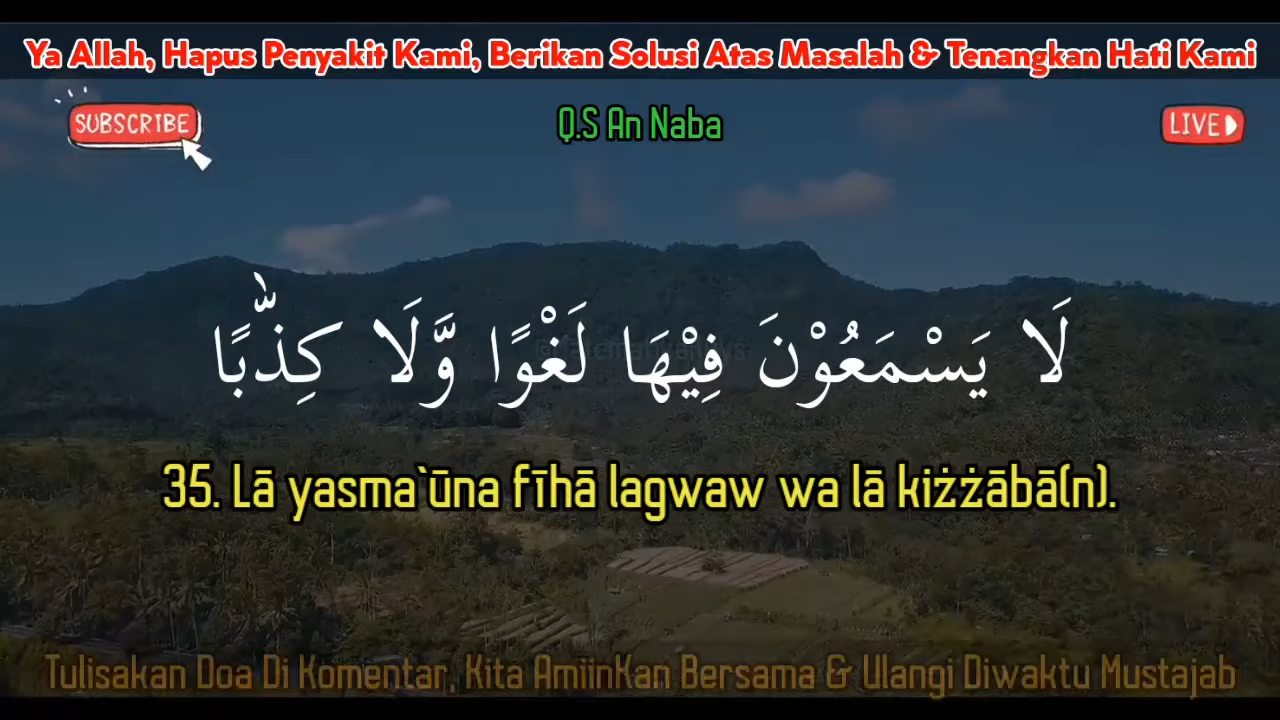 Ya Allah, Hapus Penyakit Kami, Berikan Solusi Atas Masalah & Tenangkan Hati Kami
SUBSCRIBE
Q.S An Naba
LIVE
لَا يَسْمَعُوْنَ فِيْهَا لَغْوًا وَّلَا كِذّٰبًا
35. Lā yasma`ūna fīhā lagwaw wa lā kiżżābā(n).
Tulisakan Doa Di Komentar, Kita AmiinKan Bersama & Ulangi Diwaktu Mustajab